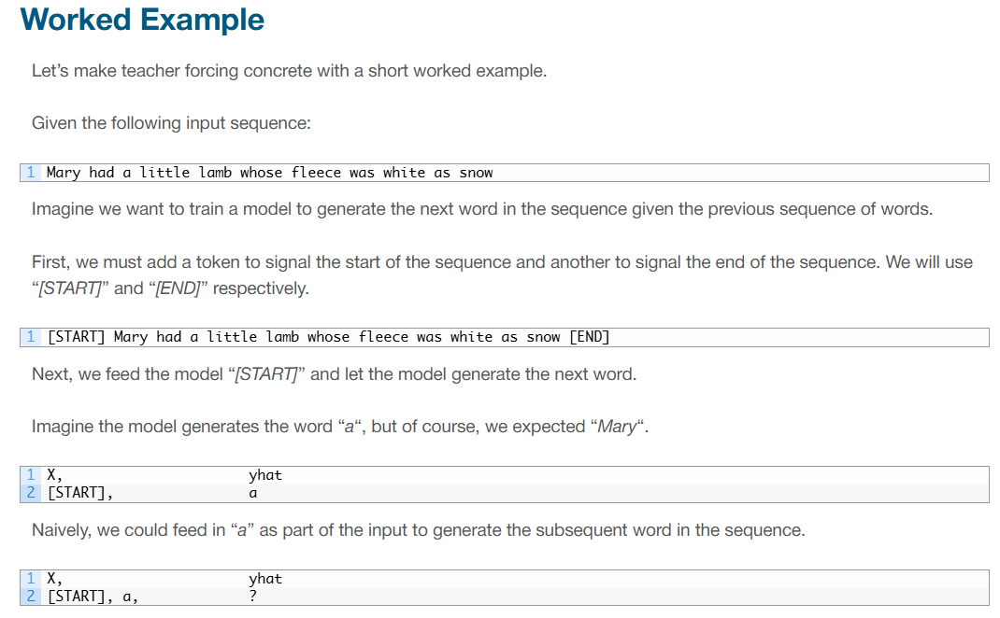 Worked Example
Let’s make teacher forcing concrete with a short worked example.
Given the following input sequence:
1 Mary had a little lamb whose fleece was white as snow
Imagine we want to train a model to generate the next word in the sequence given the previous sequence of words.
First, we must add a token to signal the start of the sequence and another to signal the end of the sequence. We will use
“[START]” and “[END]” respectively.
1 [START] Mary had a little lamb whose fleece was white as snow [END]
Next, we feed the model “[START]” and let the model generate the next word.
Imagine the model generates the word “a“, but of course, we expected “Mary“.
1 X, yhat
2 [START], a
Naively, we could feed in “a” as part of the input to generate the subsequent word in the sequence.
1 X, yhat
2 [START], a, ?